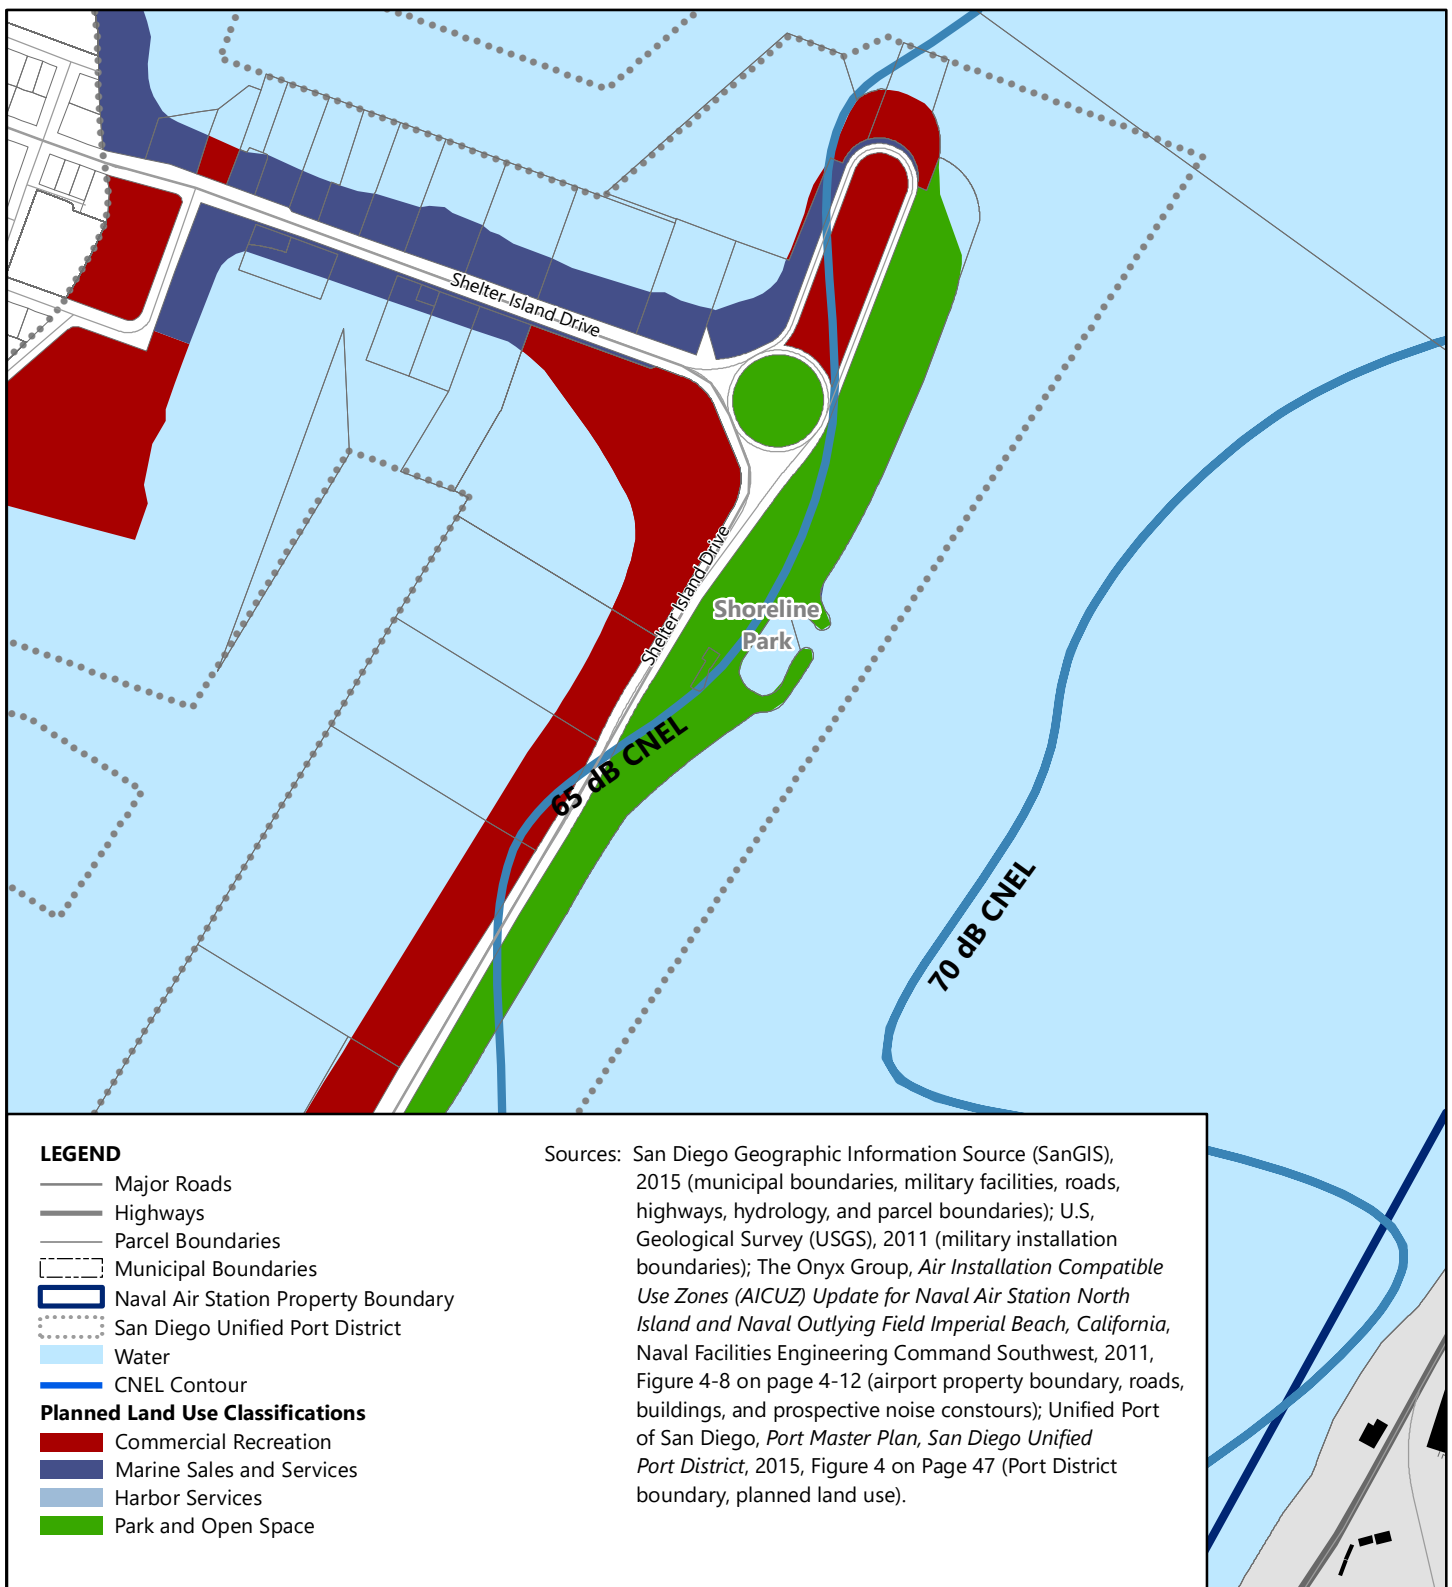 Shelter Island Drive
Shelter Island Drive
Shoreline
Park
65 dB CNEL
70 dB CNEL
LEGEND
Major Roads
Highways
Parcel Boundaries
Municipal Boundaries
Naval Air Station Property Boundary
San Diego Unified Port District
Water
CNEL Contour
Planned Land Use Classifications
Commercial Recreation
Marine Sales and Services
Harbor Services
Park and Open Space
Sources: San Diego Geographic Information Source (SanGIS),
2015 (municipal boundaries, military facilities, roads,
highways, hydrology, and parcel boundaries); U.S,
Geological Survey (USGS), 2011 (military installation
boundaries); The Onyx Group, Air Installation Compatible
Use Zones (AICUZ) Update for Naval Air Station North
Island and Naval Outlying Field Imperial Beach, California,
Naval Facilities Engineering Command Southwest, 2011,
Figure 4-8 on page 4-12 (airport property boundary, roads,
buildings, and prospective noise constours); Unified Port
of San Diego, Port Master Plan, San Diego Unified
Port District, 2015, Figure 4 on Page 47 (Port District
boundary, planned land use).